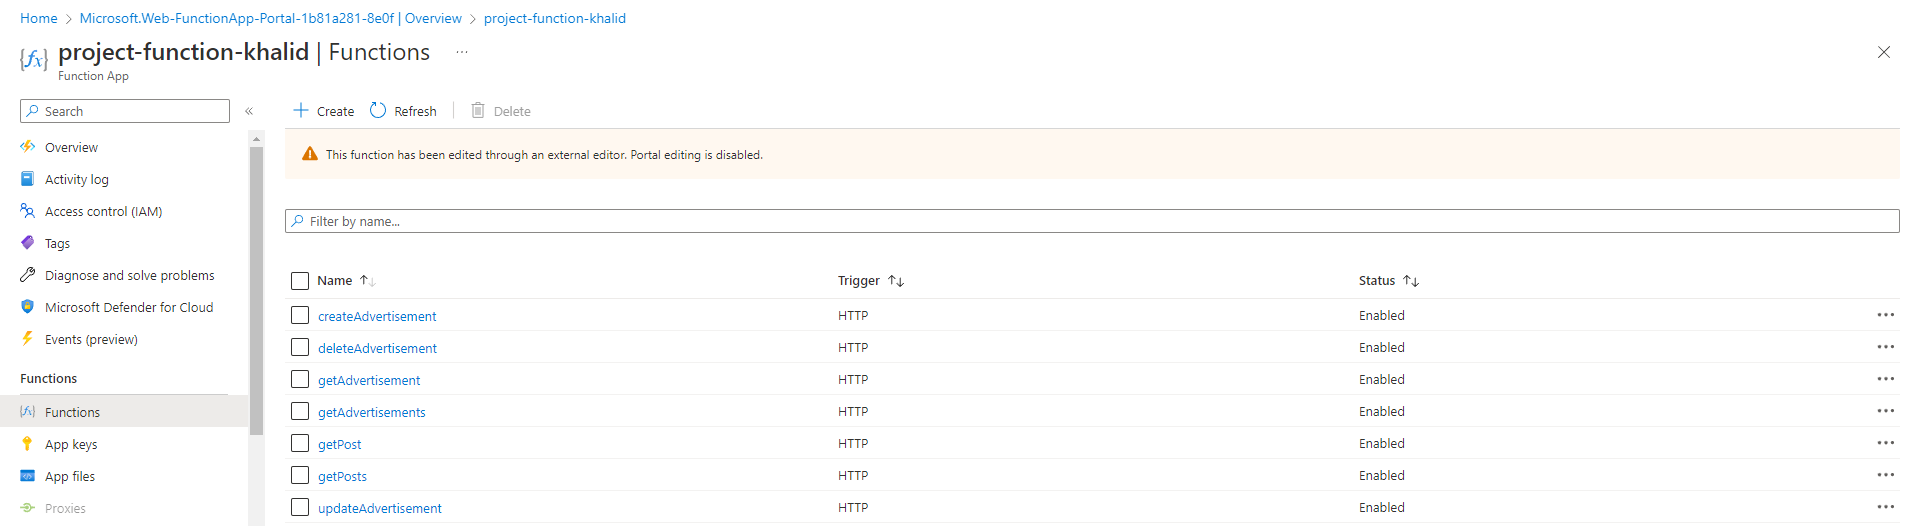 Home > Microsoft.Web-FunctionApp-Portal-1b81a281-8e0f | Overview > project-function-khalid
project-function-khalid | Functions ...
Function App
Search
«
Overview
Activity log
Access control (IAM)
Tags
Diagnose and solve problems
Microsoft Defender for Cloud
Events (preview)
Functions
Functions
App keys
App files
Proxies
Create Refresh Delete
This function has been edited through an external editor. Portal editing is disabled.
Filter by name...
Name Trigger Status
createAdvertisement HTTP Enabled
deleteAdvertisement HTTP Enabled
getAdvertisement HTTP Enabled
getAdvertisements HTTP Enabled
getPost HTTP Enabled
getPosts HTTP Enabled
updateAdvertisement HTTP Enabled